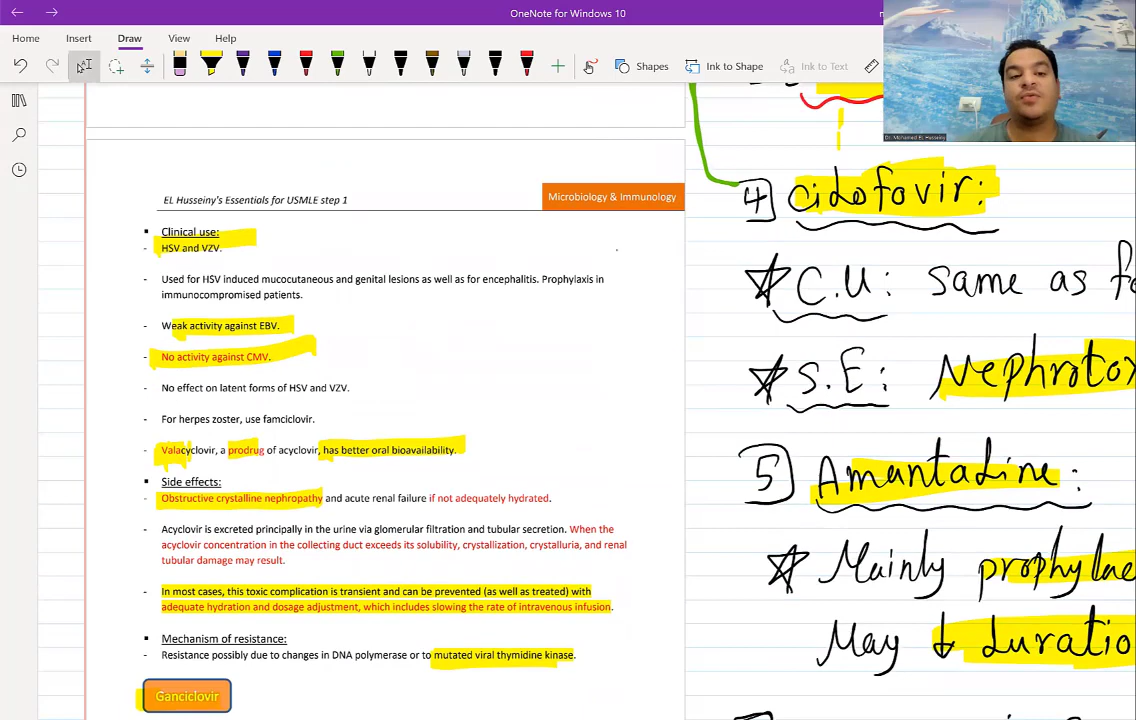 OneNote for Windows 10
Home Insert Draw View Help
Shapes Ink to Shape Ink to Text
Dr. Mohamed EL Husseiny
EL Husseiny's Essentials for USMLE step 1
Microbiology & Immunology
Clinical use:
- HSV and VZV.
- Used for HSV induced mucocutaneous and genital lesions as well as for encephalitis. Prophylaxis in
immunocompromised patients.
- Weak activity against EBV.
- No activity against CMV.
- No effect on latent forms of HSV and VZV.
- For herpes zoster, use famciclovir.
- Valacyclovir, a prodrug of acyclovir, has better oral bioavailability.
Side effects:
- Obstructive crystalline nephropathy and acute renal failure if not adequately hydrated.
- Acyclovir is excreted principally in the urine via glomerular filtration and tubular secretion. When the
acyclovir concentration in the collecting duct exceeds its solubility, crystallization, crystalluria, and renal
tubular damage may result.
- In most cases, this toxic complication is transient and can be prevented (as well as treated) with
adequate hydration and dosage adjustment, which includes slowing the rate of intravenous infusion.
Mechanism of resistance:
- Resistance possibly due to changes in DNA polymerase or to mutated viral thymidine kinase.
Ganciclovir
4 Cidofovir:
C.U: same as fo
S.E: Nephrotox
5 Amantadine:
Mainly prophylac
May ↓ duratio